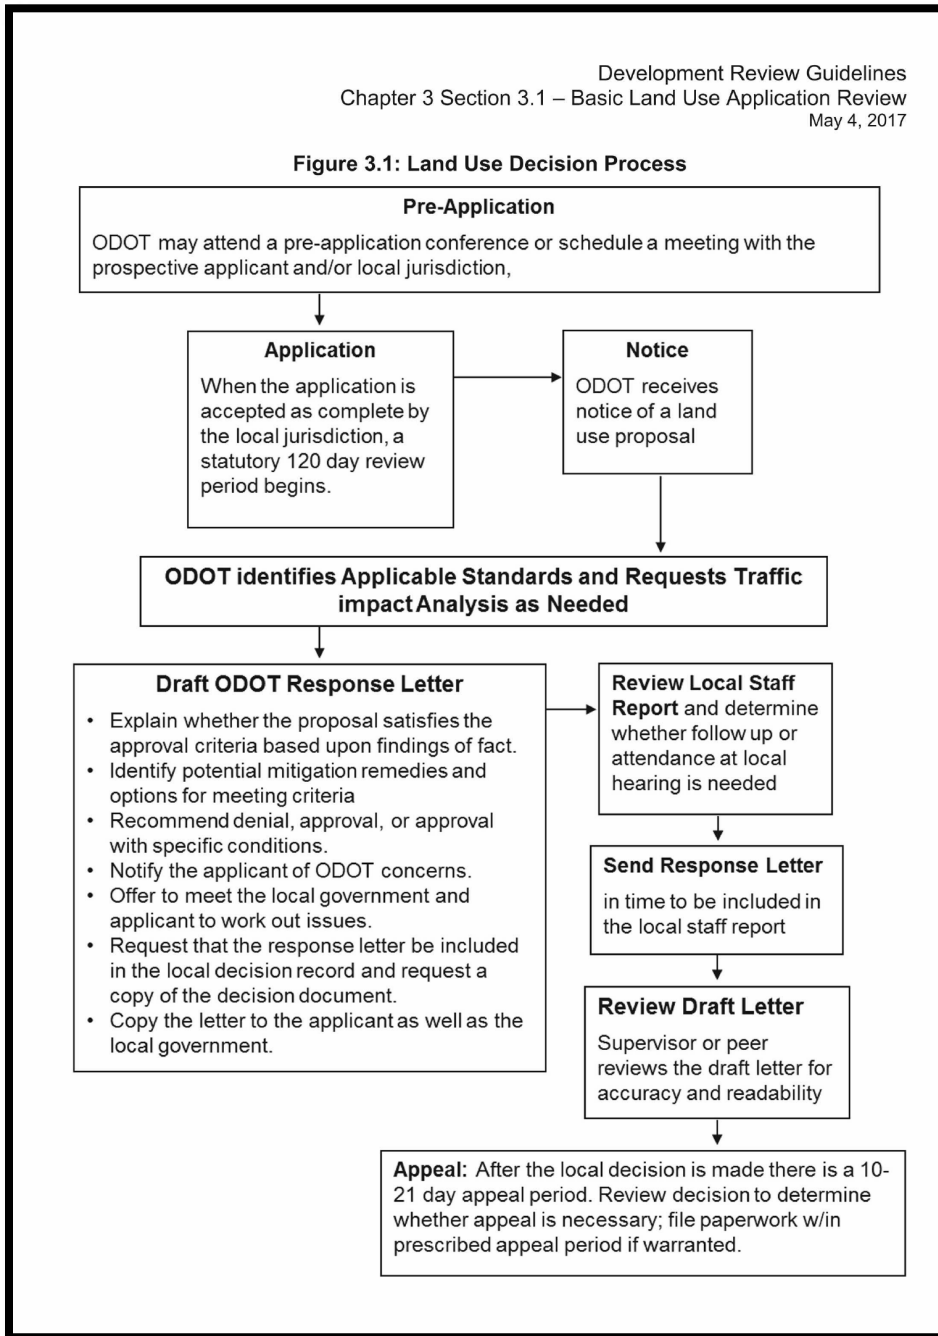 Development Review Guidelines
Chapter 3 Section 3.1 – Basic Land Use Application Review
May 4, 2017
Figure 3.1: Land Use Decision Process
Pre-Application
ODOT may attend a pre-application conference or schedule a meeting with the
prospective applicant and/or local jurisdiction,
Application
When the application is
accepted as complete by
the local jurisdiction, a
statutory 120 day review
period begins.
Notice
ODOT receives
notice of a land
use proposal
ODOT identifies Applicable Standards and Requests Traffic
impact Analysis as Needed
Draft ODOT Response Letter
• Explain whether the proposal satisfies the
approval criteria based upon findings of fact.
• Identify potential mitigation remedies and
options for meeting criteria
• Recommend denial, approval, or approval
with specific conditions.
• Notify the applicant of ODOT concerns.
• Offer to meet the local government and
applicant to work out issues.
• Request that the response letter be included
in the local decision record and request a
copy of the decision document.
• Copy the letter to the applicant as well as the
local government.
Review Local Staff
Report and determine
whether follow up or
attendance at local
hearing is needed
Send Response Letter
in time to be included in
the local staff report
Review Draft Letter
Supervisor or peer
reviews the draft letter for
accuracy and readability
Appeal: After the local decision is made there is a 10-
21 day appeal period. Review decision to determine
whether appeal is necessary; file paperwork w/in
prescribed appeal period if warranted.